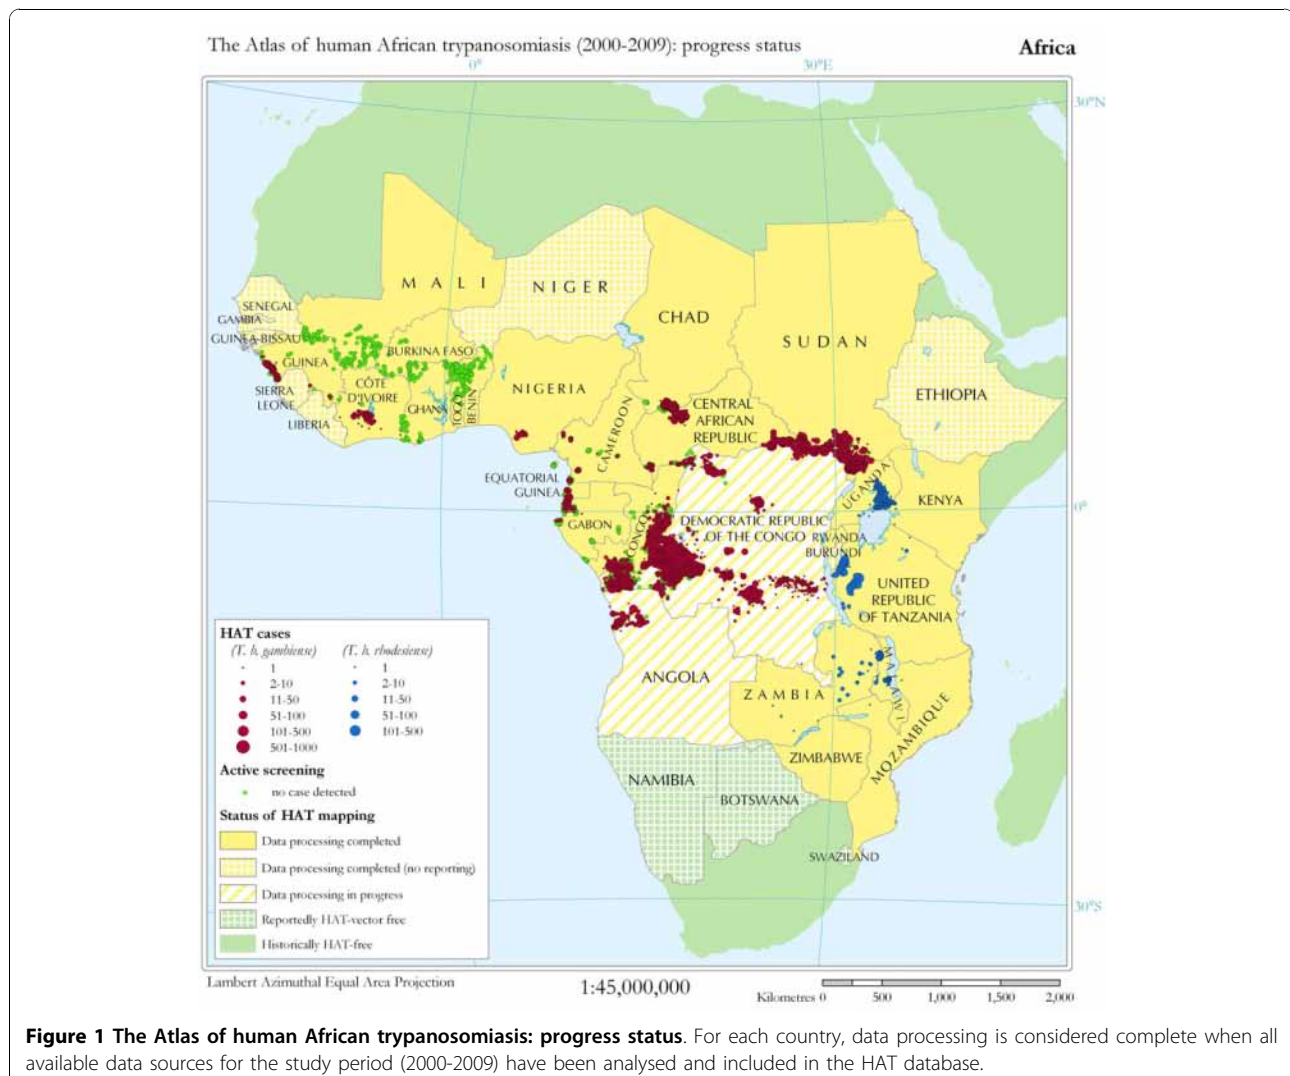 The Atlas of human African trypanosomiasis (2000-2009): progress status
Africa
0°
30°E
30°N
MALI
NIGER
CHAD
SUDAN
SENEGAL
GAMBIA
GUINEA-BISSAU
GUINEA
BURKINA FASO
SIERRA
LEONE
CÔTE
D'IVOIRE
GHANA
TOGO
BENIN
LIBERIA
NIGERIA
ETHIOPIA
CENTRAL
AFRICAN
REPUBLIC
CAMEROON
EQUATORIAL
GUINEA
GABON
CONGO
DEMOCRATIC REPUBLIC
OF THE CONGO
UGANDA
KENYA
0°
RWANDA
BURUNDI
UNITED
REPUBLIC
OF TANZANIA
ANGOLA
ZAMBIA
MALAWI
MOZAMBIQUE
ZIMBABWE
NAMIBIA
BOTSWANA
SWAZILAND
30°S
HAT cases
(T. b. gambiense) (T. b. rhodesiense)
1 1
2-10 2-10
11-50 11-50
51-100 51-100
101-500 101-500
501-1000
Active screening
no case detected
Status of HAT mapping
Data processing completed
Data processing completed (no reporting)
Data processing in progress
Reportedly HAT-vector free
Historically HAT-free
Lambert Azimuthal Equal Area Projection
1:45,000,000
Kilometres 0 500 1,000 1,500 2,000
Figure 1 The Atlas of human African trypanosomiasis: progress status. For each country, data processing is considered complete when all
available data sources for the study period (2000-2009) have been analysed and included in the HAT database.